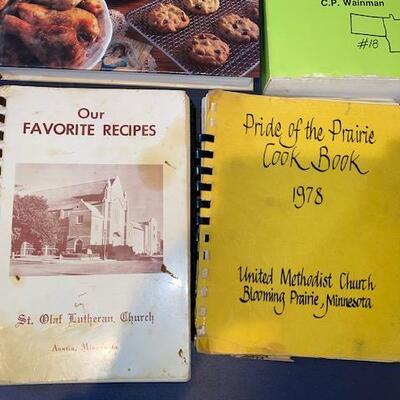 C.P. Wainman
#18
Our
FAVORITE RECIPES
St. Olaf Lutheran Church
Austin, Minnesota
Pride of the Prairie
Cook Book
1978
United Methodist Church
Blooming Prairie, Minnesota